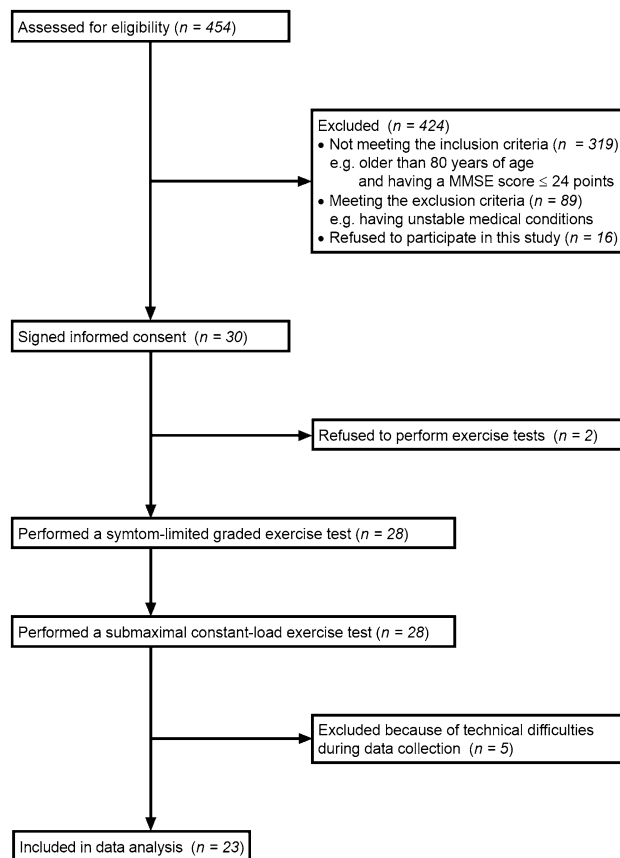 Assessed for eligibility (n = 454)
Excluded (n = 424)
• Not meeting the inclusion criteria (n = 319)
e.g. older than 80 years of age
and having a MMSE score ≤ 24 points
• Meeting the exclusion criteria (n = 89)
e.g. having unstable medical conditions
• Refused to participate in this study (n = 16)
Signed informed consent (n = 30)
Refused to perform exercise tests (n = 2)
Performed a symtom-limited graded exercise test (n = 28)
Performed a submaximal constant-load exercise test (n = 28)
Excluded because of technical difficulties
during data collection (n = 5)
Included in data analysis (n = 23)